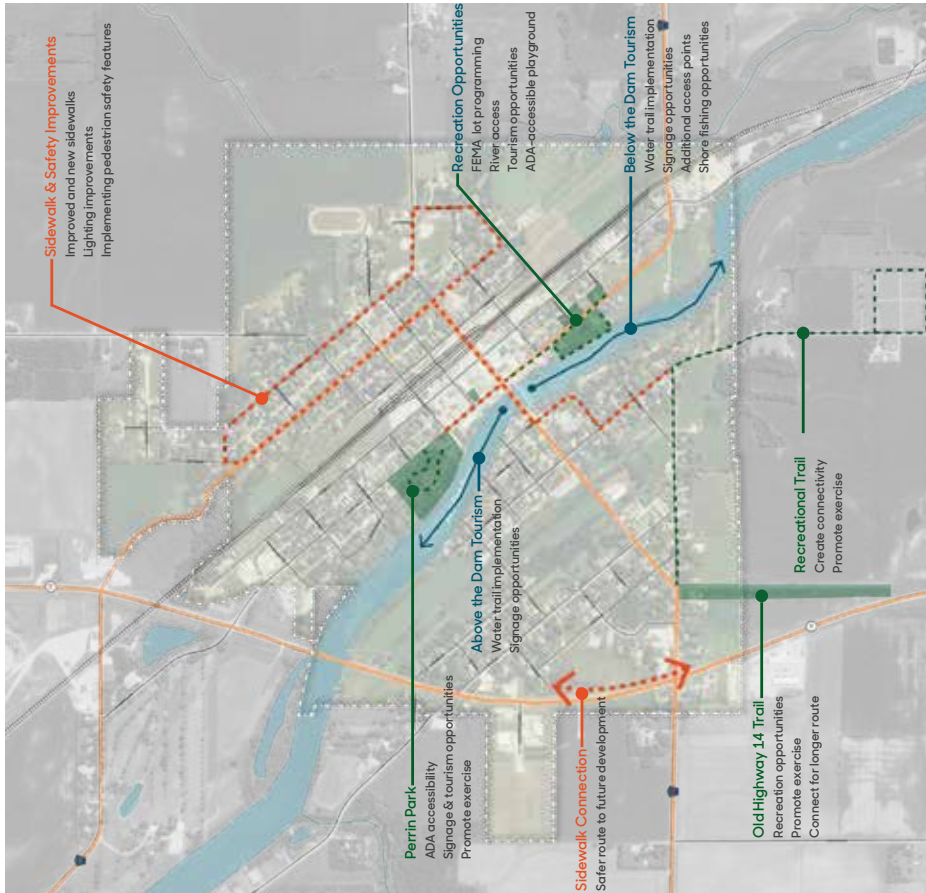 Sidewalk & Safety Improvements
Improved and new sidewalks
Lighting improvements
Implementing pedestrian safety features
Recreation Opportunities
FEMA lot programming
River access
Tourism opportunities
ADA-accessible playground
Below the Dam Tourism
Water trail implementation
Signage opportunities
Additional access points
Shore fishing opportunities
Perrin Park
ADA accessibility
Signage & tourism opportunities
Promote exercise
Above the Dam Tourism
Water trail implementation
Signage opportunities
Sidewalk Connection
Safer route to future development
Old Highway 14 Trail
Recreation opportunities
Promote exercise
Connect for longer route
Recreational Trail
Create connectivity
Promote exercise